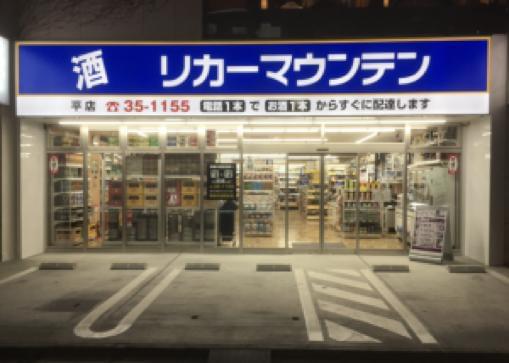 酒 リカーマウンテン
平店 ☎35-1155 電話1本でお酒1本からすぐに配達します